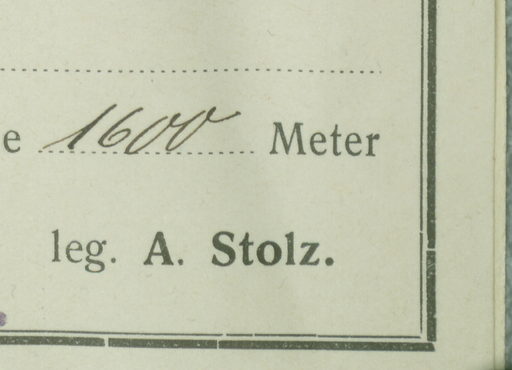 e 1600 Meter
leg. A. Stolz.